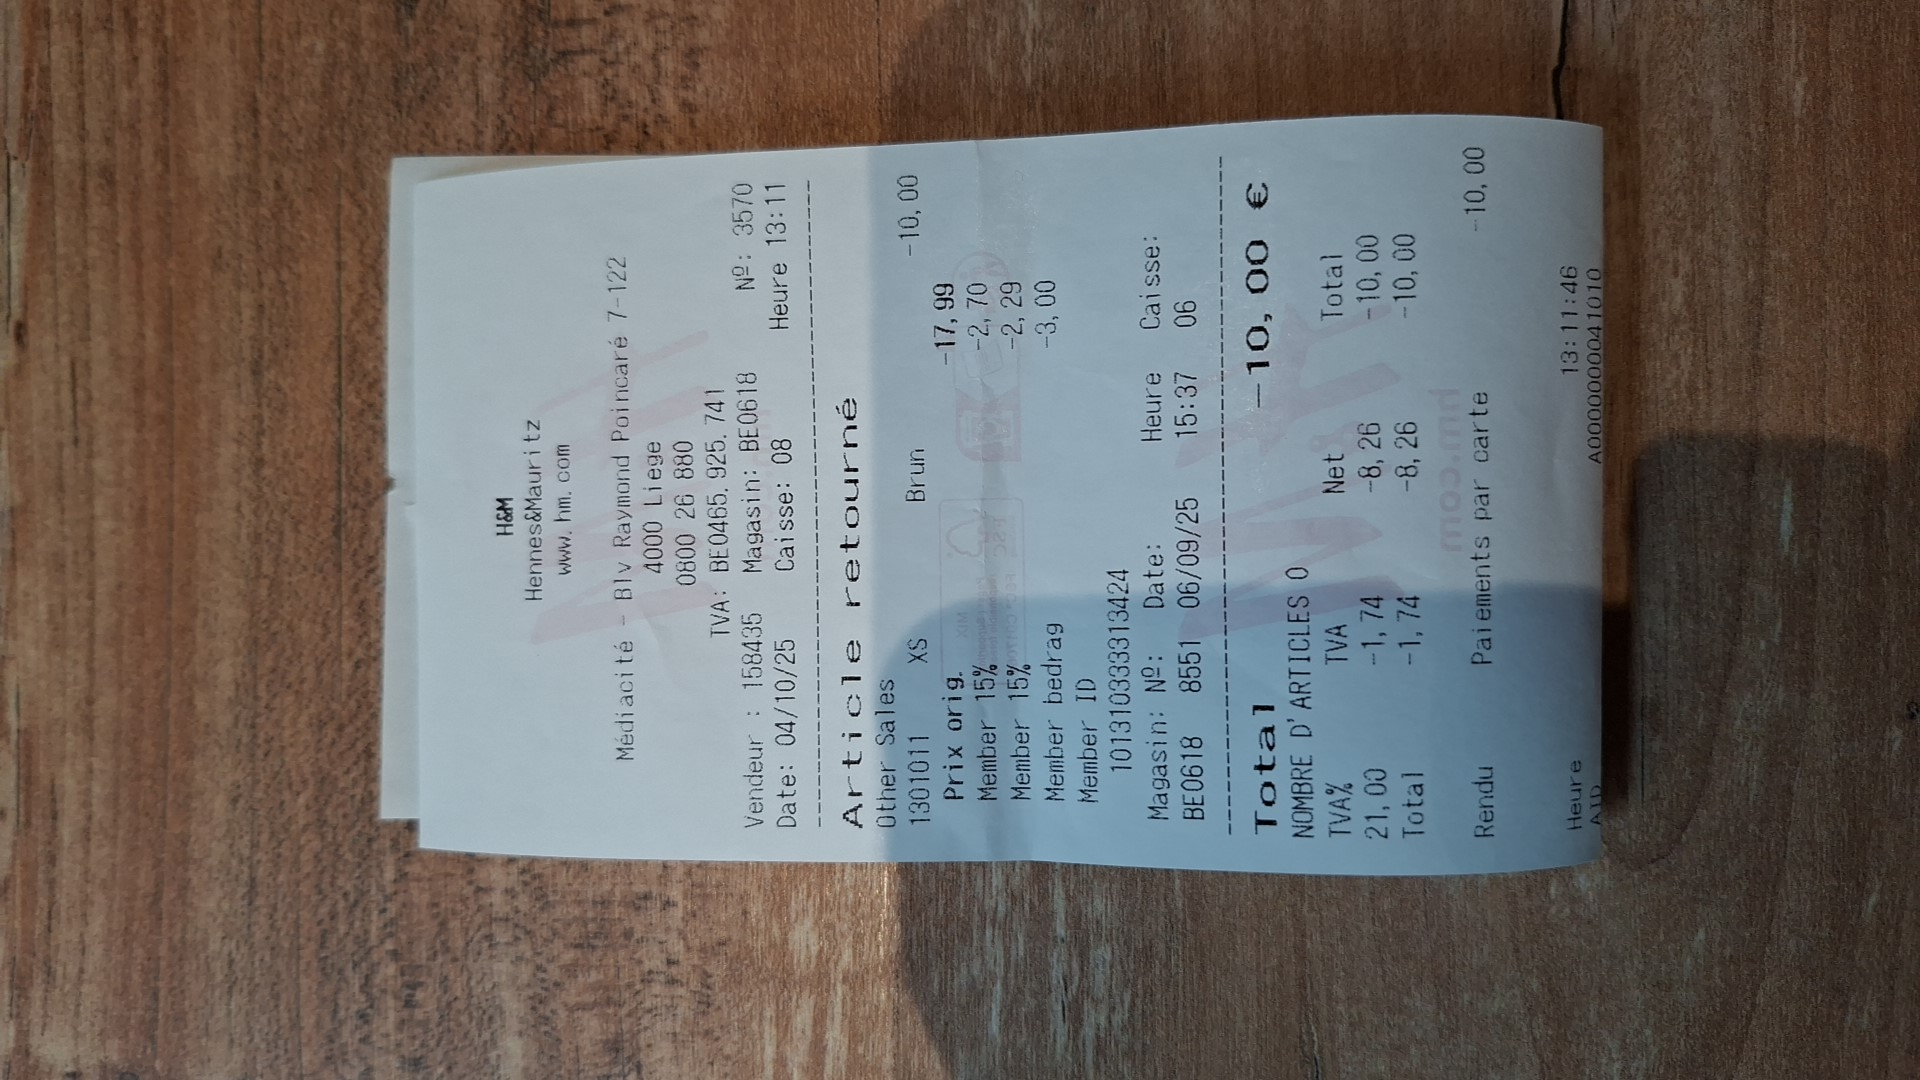 H&M
Hennes&Mauritz
www.hm.com
Médiacité - Blv Raymond Poincaré 7-122
4000 Liege
0800 26 880
TVA: BE0465.925.741
Vendeur : 158435 Magasin: BE0618 Nº: 3570
Date: 04/10/25 Caisse: 08 Heure 13:11
Article retourné
Other Sales
1301011 XS Brun -10,00
Prix orig. -17,99
Member 15% -2,70
Member 15% -2,29
Member bedrag -3,00
Member ID
1013103333313424
Magasin: Nº: Date: Heure Caisse:
BE0618 8551 06/09/25 15:37 06
Total -10,00 €
NOMBRE D'ARTICLES 0
TVA% TVA Net Total
21,00 -1,74 -8,26 -10,00
Total -1,74 -8,26 -10,00
Rendu Paiements par carte -10,00
Heure 13:11:46
AID A0000000041010